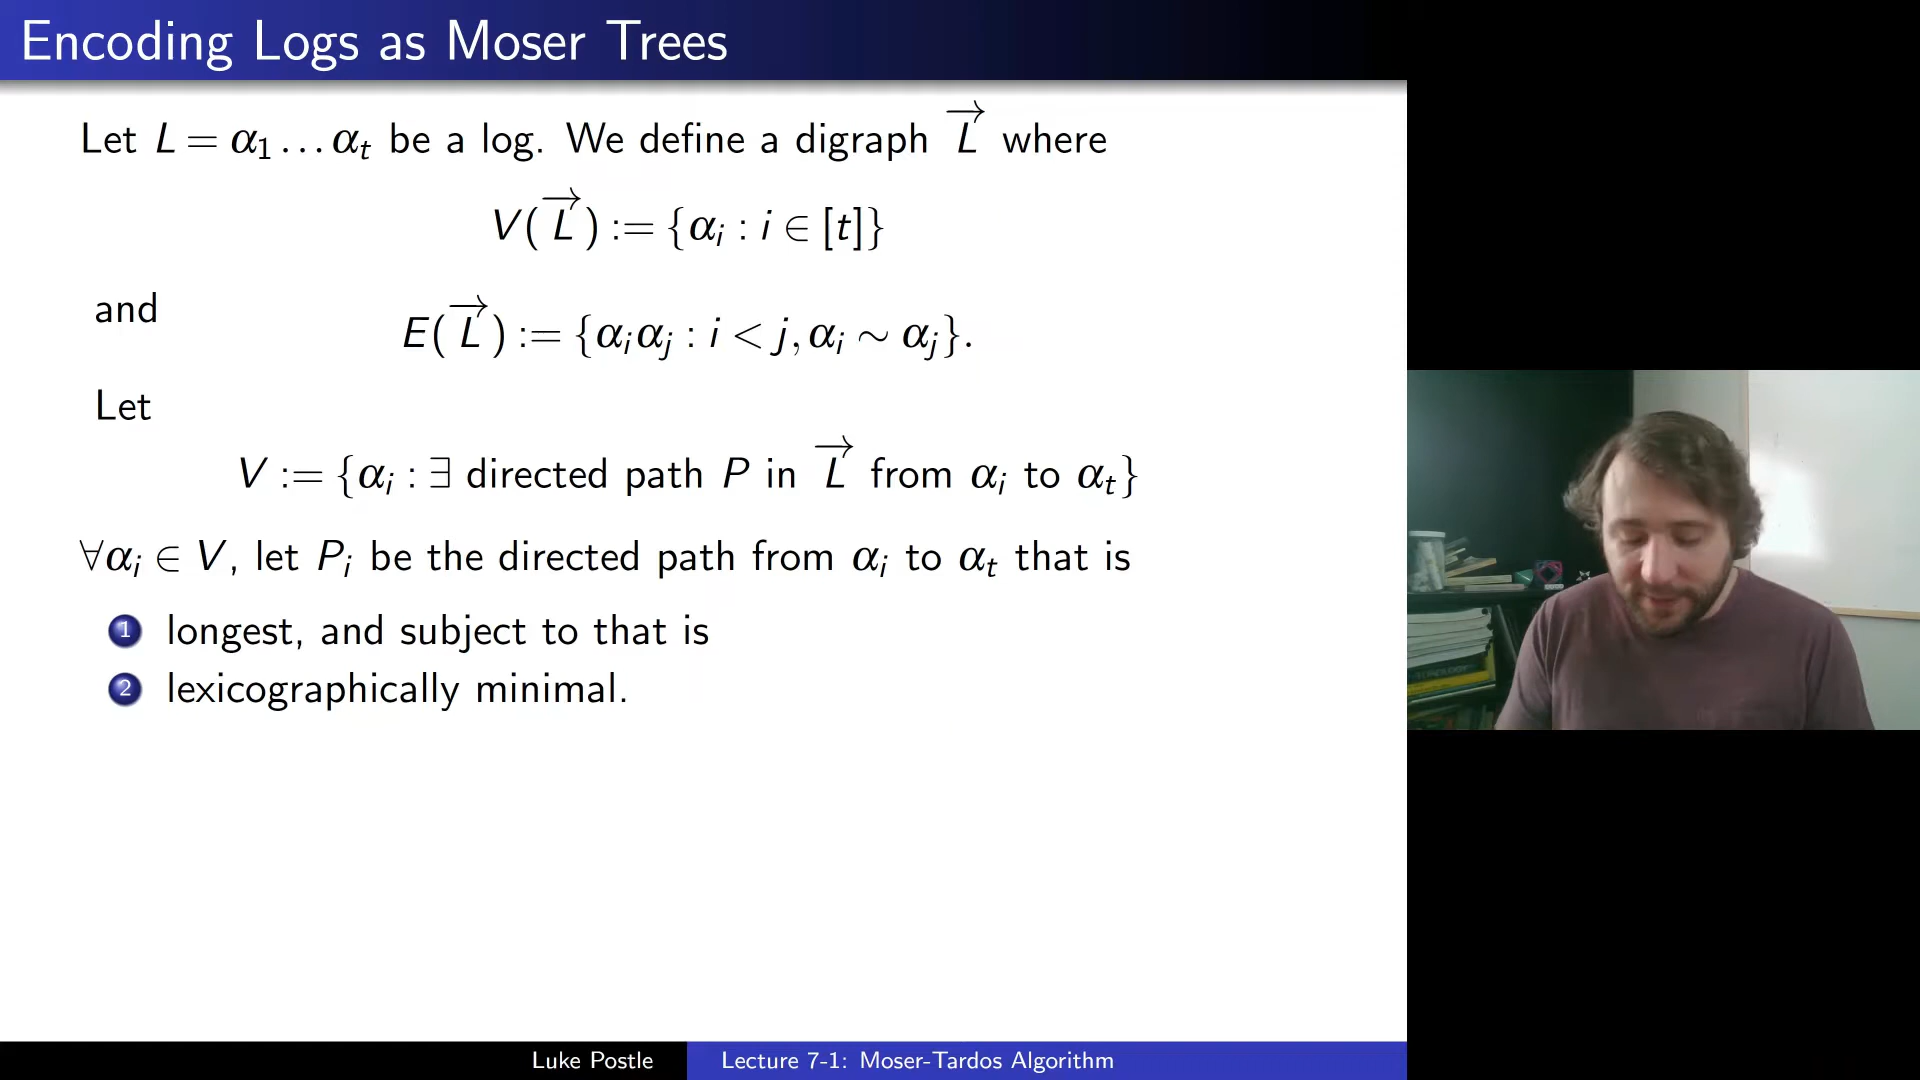 Encoding Logs as Moser Trees
Let L = α₁ … αₜ be a log. We define a digraph L⃗ where
V(L⃗) := {αᵢ : i ∈ [t]}
and
E(L⃗) := {αᵢαⱼ : i < j, αᵢ ∼ αⱼ}.
Let
V := {αᵢ : ∃ directed path P in L⃗ from αᵢ to αₜ}
∀αᵢ ∈ V, let Pᵢ be the directed path from αᵢ to αₜ that is
1 longest, and subject to that is
2 lexicographically minimal.
Luke Postle
Lecture 7-1: Moser-Tardos Algorithm